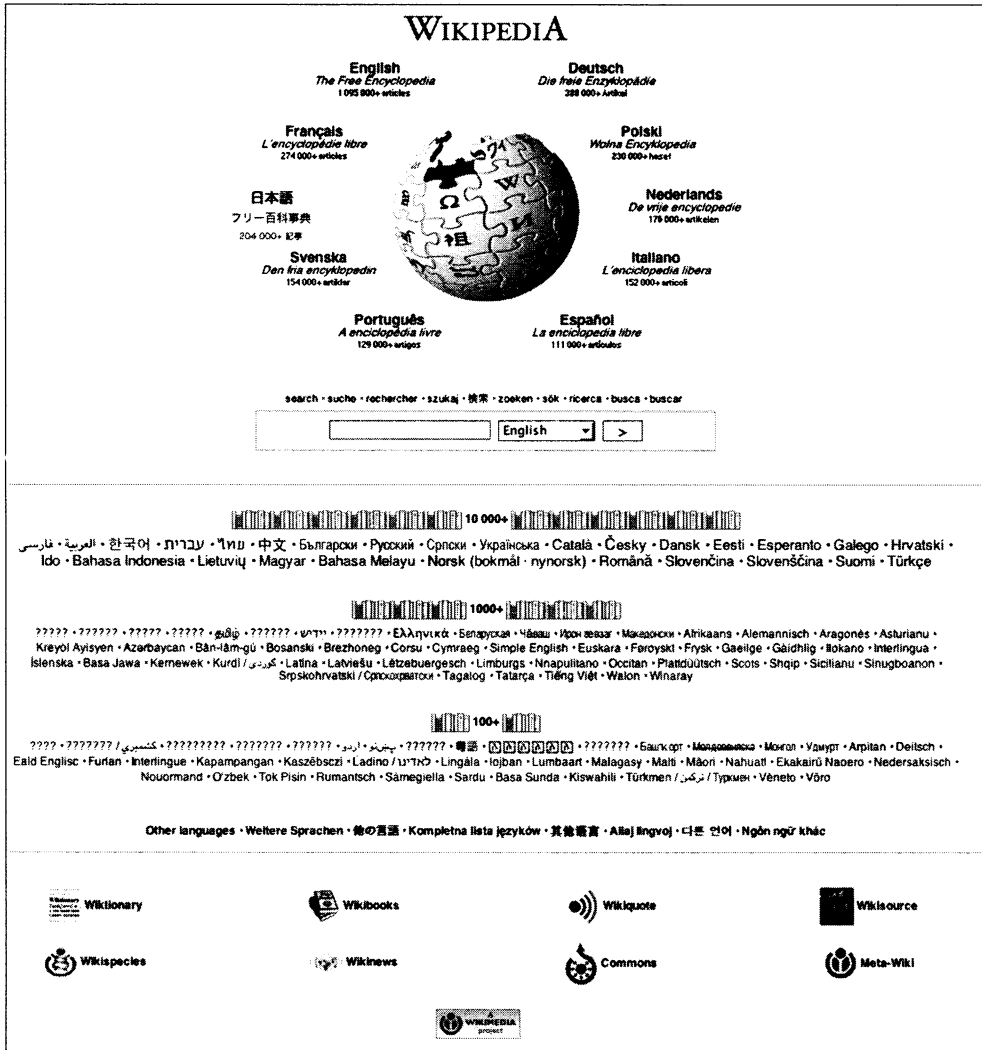 WIKIPEDIA
English
The Free Encyclopedia
1 095 000+ articles
Deutsch
Die freie Enzyklopädie
388 000+ Artikel
Français
L'encyclopédie libre
274 000+ articles
Polski
Wolna Encyklopedia
230 000+ haseł
日本語
フリー百科事典
204 000+ 記事
Nederlands
De vrije encyclopedie
179 000+ artikelen
Svenska
Den fria encyklopedin
154 000+ artiklar
Italiano
L'enciclopedia libera
152 000+ articoli
Português
A enciclopédia livre
129 000+ artigos
Español
La enciclopedia libre
111 000+ artículos
search · suche · rechercher · szukaj · 検索 · zoeken · sök · ricerca · busca · buscar
English >
10 000+
العربية · فارسی · 한국어 · עברית · ไทย · 中文 · Български · Русский · Српски · Українська · Català · Česky · Dansk · Eesti · Esperanto · Galego · Hrvatski ·
Ido · Bahasa Indonesia · Lietuvių · Magyar · Bahasa Melayu · Norsk (bokmål · nynorsk) · Română · Slovenčina · Slovenščina · Suomi · Türkçe
1000+
????? · ?????? · ????? · ????? · தமிழ் · ?????? · ייִדיש · ??????? · Ελληνικά · Беларуская · Чăваш · Ирон æвзаг · Македонски · Afrikaans · Alemannisch · Aragonés · Asturianu ·
Kreyòl Ayisyen · Azərbaycan · Bân-lâm-gú · Bosanski · Brezhoneg · Corsu · Cymraeg · Simple English · Euskara · Føroyskt · Frysk · Gaeilge · Gàidhlig · Ilokano · Interlingua ·
Íslenska · Basa Jawa · Kernewek · Kurdî / كوردی · Latina · Latviešu · Lëtzebuergesch · Limburgs · Nnapulitano · Occitan · Plattdüütsch · Scots · Shqip · Sicilianu · Sinugboanon ·
Srpskohrvatski / Српскохрватски · Tagalog · Tatarça · Tiếng Việt · Walon · Winaray
100+
???? · ??????? / كشميري · ????????? · ??????? · ?????? · اردو · پښتو · ?????? · 粵語 · ??????? · Башҡорт · Молдовеняскэ · Монгол · Удмурт · Arpitan · Deitsch ·
Eald Englisc · Furlan · Interlingue · Kapampangan · Kaszëbsczi · Ladino / לאדינו · Lingála · lojban · Lumbaart · Malagasy · Malti · Māori · Nahuatl · Ekakairũ Naoero · Nedersaksisch ·
Nouormand · O'zbek · Tok Pisin · Rumantsch · Sámegiella · Sardu · Basa Sunda · Kiswahili · Türkmen / تركمن / Туркмен · Vèneto · Võro
Other languages · Weitere Sprachen · 他の言語 · Kompletna lista języków · 其他語言 · Aliaj lingvoj · 다른 언어 · Ngôn ngữ khác
Wiktionary
Wikibooks
Wikiquote
Wikisource
Wikispecies
Wikinews
Commons
Meta-Wiki
A
WIKIMEDIA
project